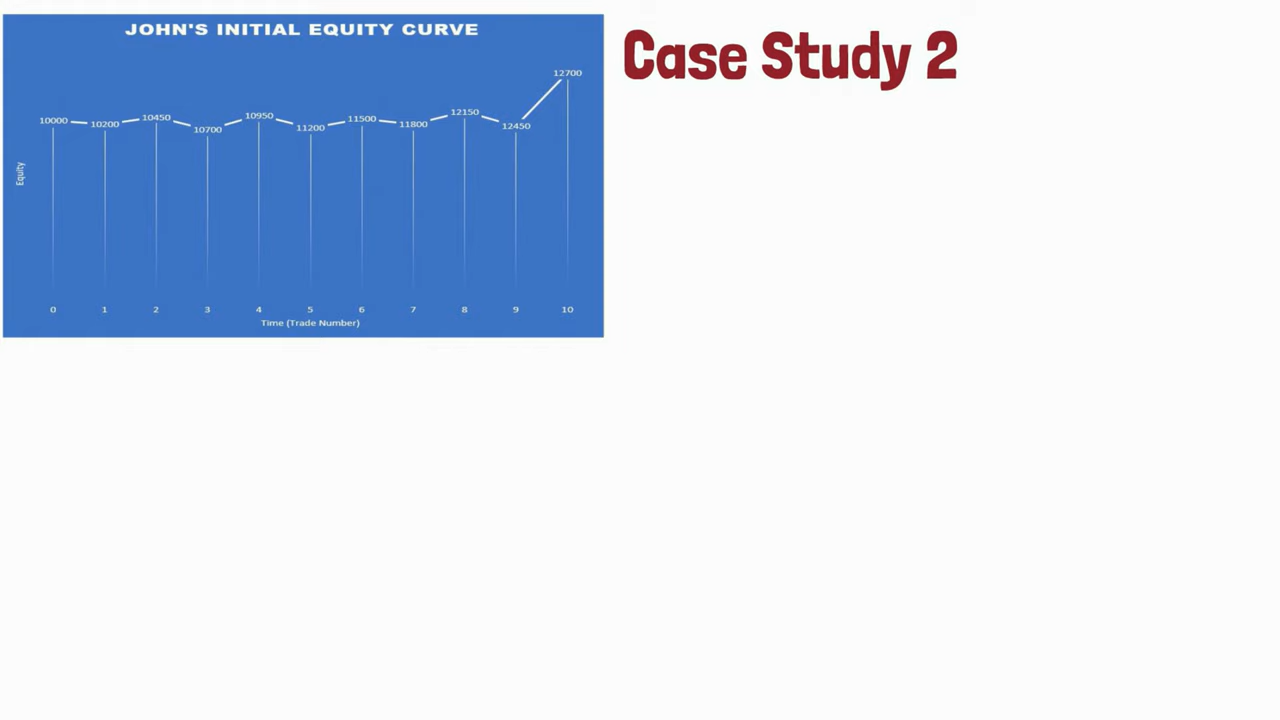 JOHN'S INITIAL EQUITY CURVE
Case Study 2
12700
10000 10200 10450 10700 10950 11200 11500 11800 12150 12450
Equity
0 1 2 3 4 5 6 7 8 9 10
Time (Trade Number)